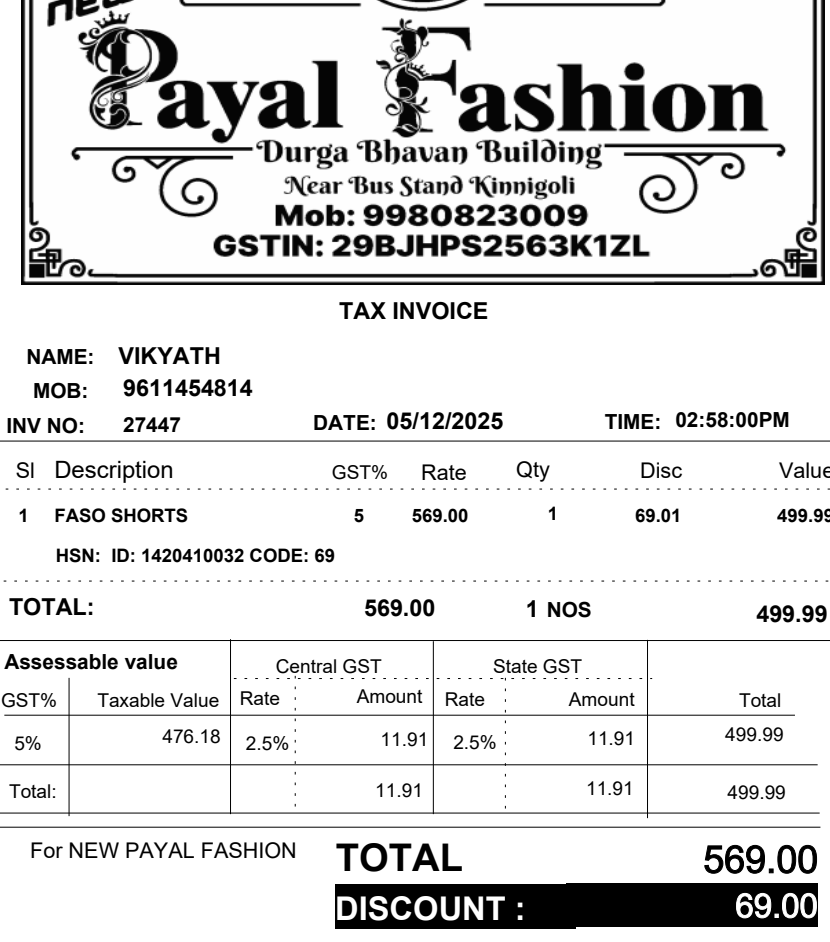 new
Payal Fashion
Durga Bhavan Building
Near Bus Stand Kinnigoli
Mob: 9980823009
GSTIN: 29BJHPS2563K1ZL
TAX INVOICE
NAME: VIKYATH
MOB: 9611454814
INV NO: 27447 DATE: 05/12/2025 TIME: 02:58:00PM
Sl Description GST% Rate Qty Disc Value
1 FASO SHORTS 5 569.00 1 69.01 499.99
HSN: ID: 1420410032 CODE: 69
TOTAL: 569.00 1 NOS 499.99
Assessable value Central GST State GST
GST% Taxable Value Rate Amount Rate Amount Total
5% 476.18 2.5% 11.91 2.5% 11.91 499.99
Total: 11.91 11.91 499.99
For NEW PAYAL FASHION TOTAL 569.00
DISCOUNT : 69.00